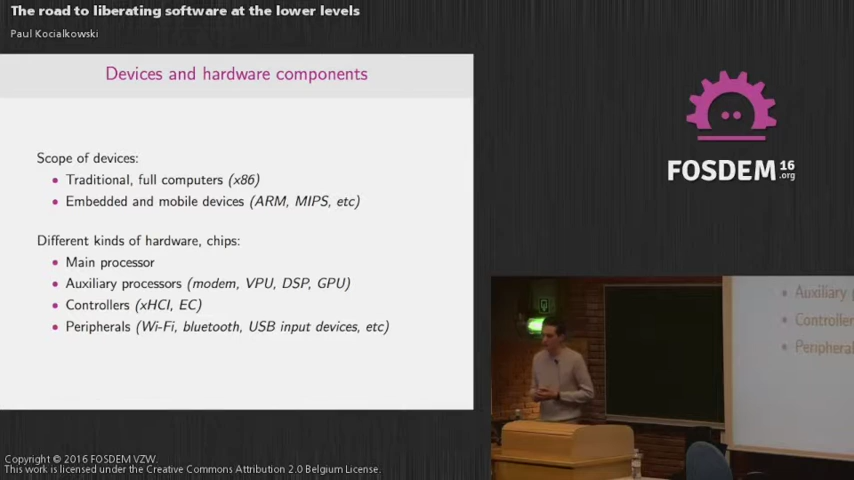 The road to liberating software at the lower levels
Paul Kocialkowski
Devices and hardware components
Scope of devices:
• Traditional, full computers (x86)
• Embedded and mobile devices (ARM, MIPS, etc)
Different kinds of hardware, chips:
• Main processor
• Auxiliary processors (modem, VPU, DSP, GPU)
• Controllers (xHCI, EC)
• Peripherals (Wi-Fi, bluetooth, USB input devices, etc)
FOSDEM 16
.org
• Auxiliary
• Controller
• Peripheral
Copyright © 2016 FOSDEM VZW.
This work is licensed under the Creative Commons Attribution 2.0 Belgium License.